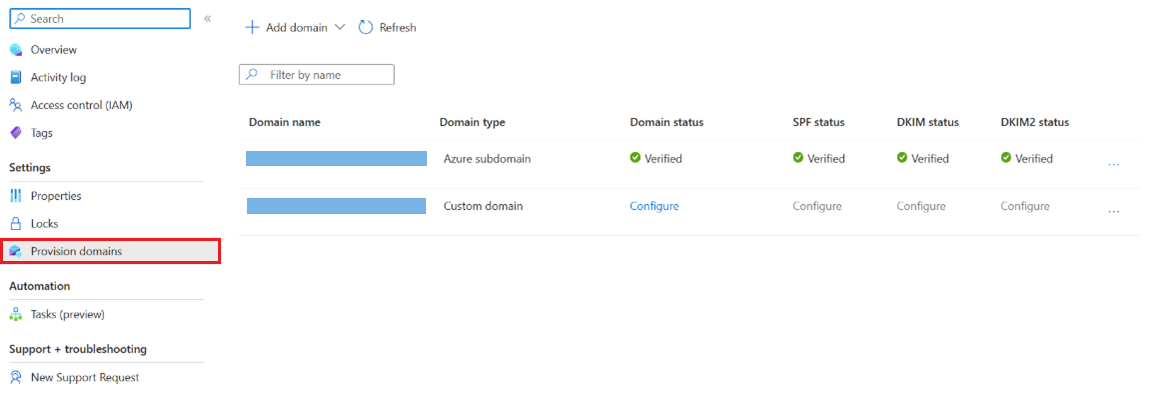 Search
«
Overview
Activity log
Access control (IAM)
Tags
Settings
Properties
Locks
Provision domains
Automation
Tasks (preview)
Support + troubleshooting
New Support Request
Add domain Refresh
Filter by name
Domain name Domain type Domain status SPF status DKIM status DKIM2 status
Azure subdomain Verified Verified Verified Verified ...
Custom domain Configure Configure Configure Configure ...